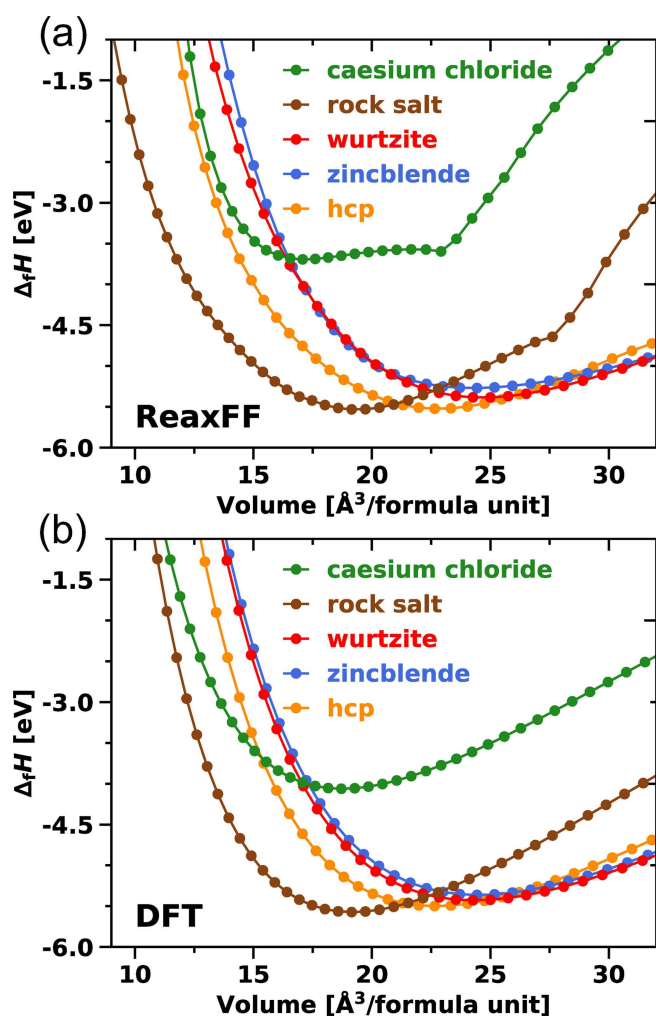 (a)
caesium chloride
rock salt
wurtzite
zincblende
hcp
-1.5
-3.0
-4.5
-6.0
ΔfH [eV]
ReaxFF
10 15 20 25 30
Volume [Å³/formula unit]
(b)
caesium chloride
rock salt
wurtzite
zincblende
hcp
-1.5
-3.0
-4.5
-6.0
ΔfH [eV]
DFT
10 15 20 25 30
Volume [Å³/formula unit]